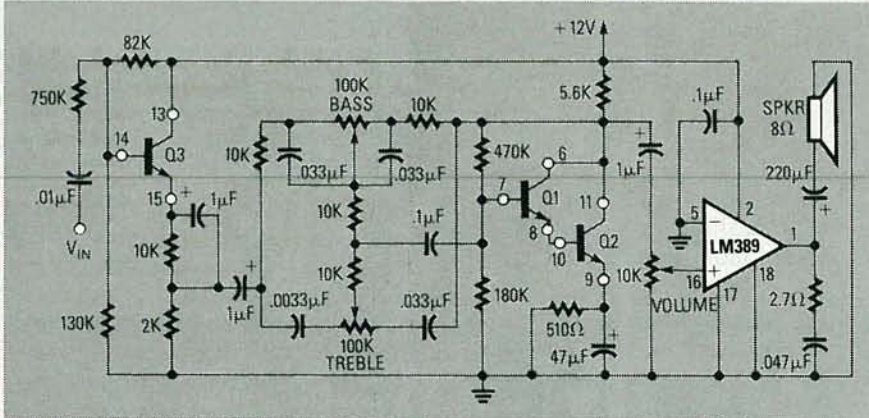 +12V
82K
750K
100K
BASS
10K
5.6K
.1µF
SPKR
8Ω
13
14
Q3
10K
.033µF
.033µF
470K
6
1µF
220µF
.01µF
15
+
1µF
7
Q1
11
+
5
−
2
LM389
1
+
VIN
10K
10K
.1µF
8
10
Q2
10K
+
16
17
18
+
10K
9
VOLUME
2.7Ω
130K
2K
1µF
.0033µF
.033µF
180K
510Ω
+
47µF
.047µF
100K
TREBLE